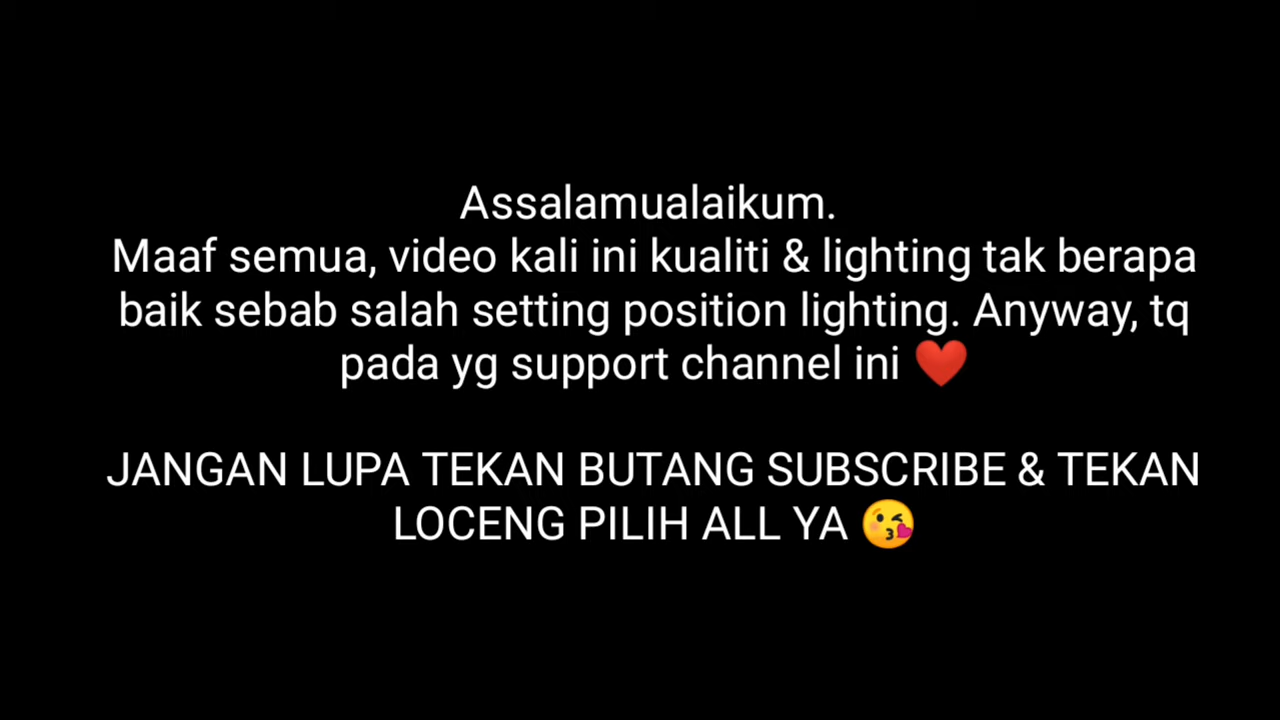 Assalamualaikum.
Maaf semua, video kali ini kualiti & lighting tak berapa
baik sebab salah setting position lighting. Anyway, tq
pada yg support channel ini ❤️
JANGAN LUPA TEKAN BUTANG SUBSCRIBE & TEKAN
LOCENG PILIH ALL YA 😘